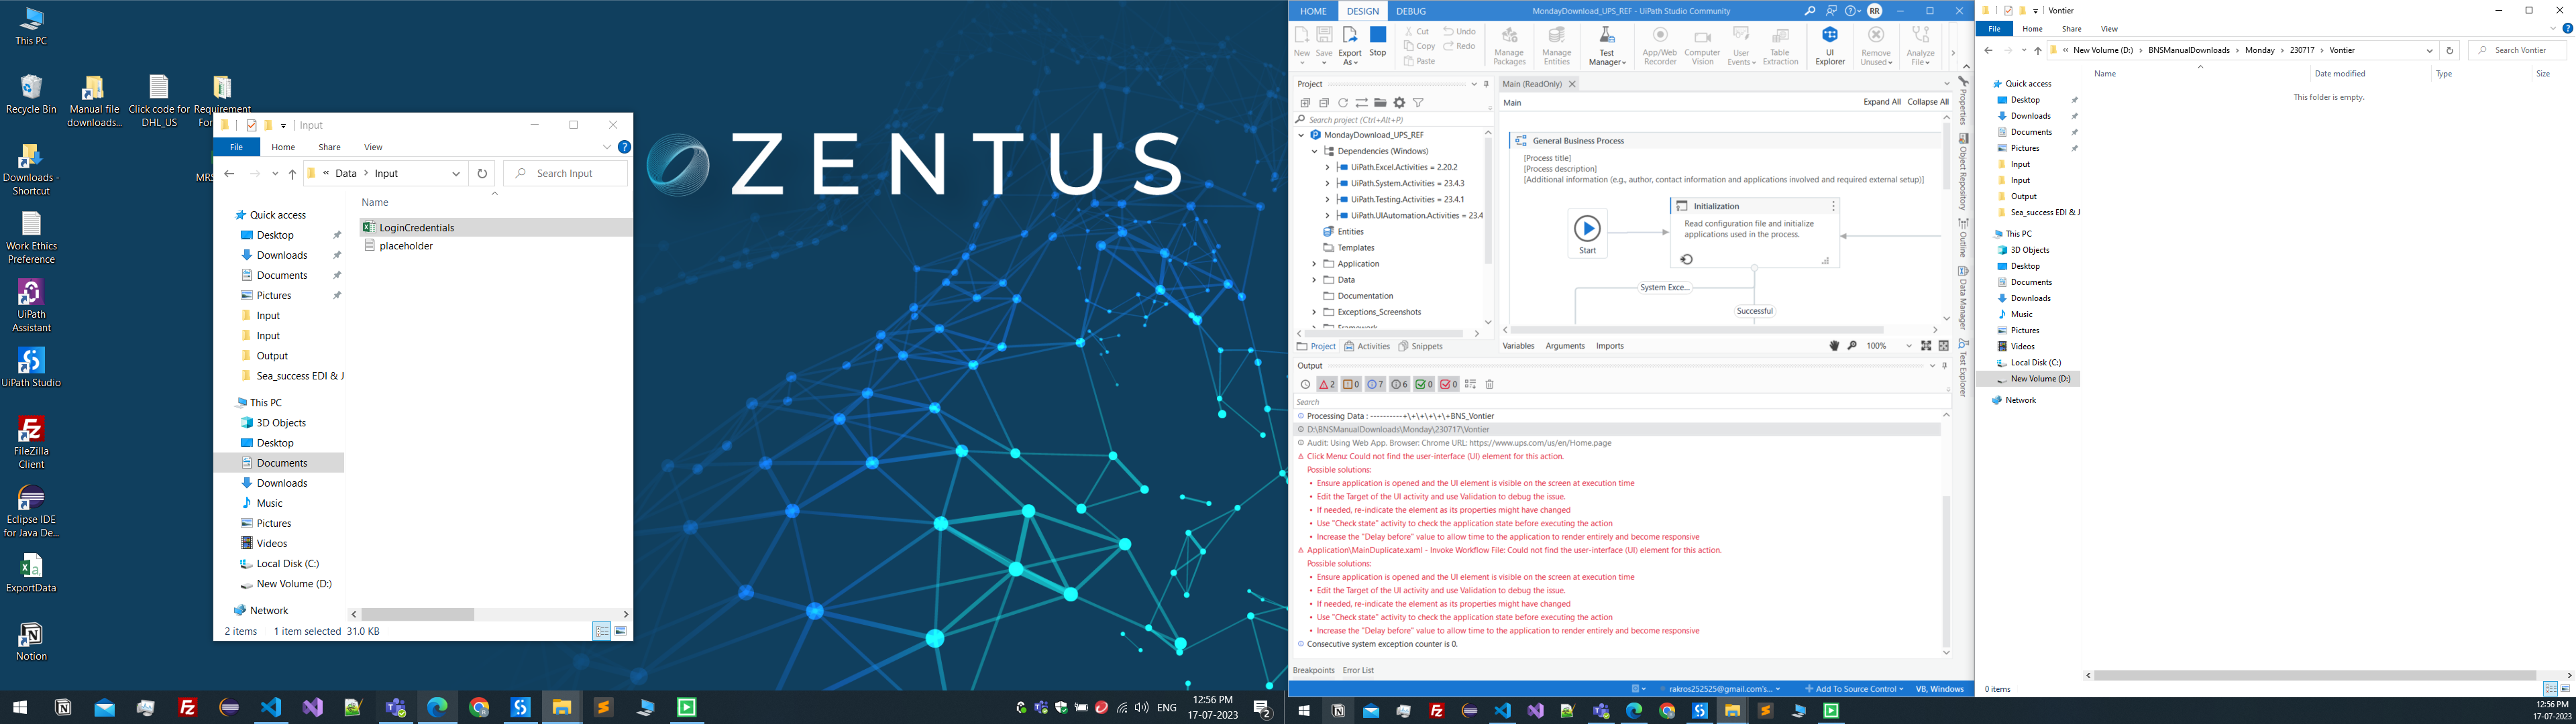 This PC
Recycle Bin
Manual file downloads...
Click code for DHL_US
Requirement For
Downloads - Shortcut
MRS
Work Ethics Preference
UiPath Assistant
UiPath Studio
FileZilla Client
Eclipse IDE for Java De...
ExportData
Notion
ZENTUS
Input
File Home Share View
« Data > Input
Search Input
Name
Quick access
Desktop
Downloads
Documents
Pictures
Input
Input
Output
Sea_success EDI & J
This PC
3D Objects
Desktop
Documents
Downloads
Music
Pictures
Videos
Local Disk (C:)
New Volume (D:)
Network
LoginCredentials
placeholder
2 items 1 item selected 31.0 KB
ENG
12:56 PM
17-07-2023
2
HOME DESIGN DEBUG
MondayDownload_UPS_REF - UiPath Studio Community
RR
New
Save
Export As
Stop
Cut
Copy
Paste
Undo
Redo
Manage Packages
Manage Entities
Test Manager
App/Web Recorder
Computer Vision
User Events
Table Extraction
UI Explorer
Remove Unused
Analyze File
Project
Search project (Ctrl+Alt+P)
MondayDownload_UPS_REF
Dependencies (Windows)
UiPath.Excel.Activities = 2.20.2
UiPath.System.Activities = 23.4.3
UiPath.Testing.Activities = 23.4.1
UiPath.UIAutomation.Activities = 23.4
Entities
Templates
Application
Data
Documentation
Exceptions_Screenshots
Framework
Project Activities Snippets
Main (ReadOnly)
Main
Expand All Collapse All
General Business Process
[Process title]
[Process description]
[Additional information (e.g., author, contact information and applications involved and required external setup)]
Start
Initialization
Read configuration file and initialize applications used in the process.
System Exce...
Successful
Variables Arguments Imports
100%
Properties
Object Repository
Outline
Data Manager
Test Explorer
Output
2 0 7 6 0 0
Search
Processing Data : ----------+\+\+\+\+\+BNS_Vontier
D:\BNSManualDownloads\Monday\230717\Vontier
Audit: Using Web App. Browser: Chrome URL: https://www.ups.com/us/en/Home.page
Click Menu: Could not find the user-interface (UI) element for this action.
Possible solutions:
• Ensure application is opened and the UI element is visible on the screen at execution time
• Edit the Target of the UI activity and use Validation to debug the issue.
• If needed, re-indicate the element as its properties might have changed
• Use "Check state" activity to check the application state before executing the action
• Increase the "Delay before" value to allow time to the application to render entirely and become responsive
Application\MainDuplicate.xaml - Invoke Workflow File: Could not find the user-interface (UI) element for this action.
Possible solutions:
• Ensure application is opened and the UI element is visible on the screen at execution time
• Edit the Target of the UI activity and use Validation to debug the issue.
• If needed, re-indicate the element as its properties might have changed
• Use "Check state" activity to check the application state before executing the action
• Increase the "Delay before" value to allow time to the application to render entirely and become responsive
Consecutive system exception counter is 0.
Breakpoints Error List
rakros252525@gmail.com's...
Add To Source Control
VB, Windows
Vontier
File Home Share View
« New Volume (D:) > BNSManualDownloads > Monday > 230717 > Vontier
Search Vontier
Name Date modified Type Size
This folder is empty.
Quick access
Desktop
Downloads
Documents
Pictures
Input
Input
Output
Sea_success EDI & J
This PC
3D Objects
Desktop
Documents
Downloads
Music
Pictures
Videos
Local Disk (C:)
New Volume (D:)
Network
0 items
12:56 PM
17-07-2023